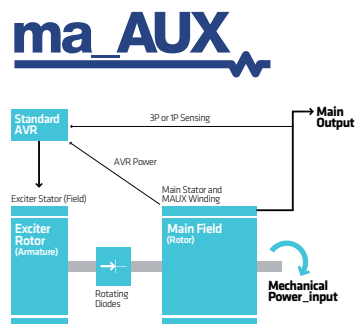 ma_AUX
Standard
AVR
3P or 1P Sensing
Main
Output
AVR Power
Exciter Stator (Field)
Main Stator and
MAUX Winding
Exciter
Rotor
(Armature)
Main Field
(Rotor)
Rotating
Diodes
Mechanical
Power_input